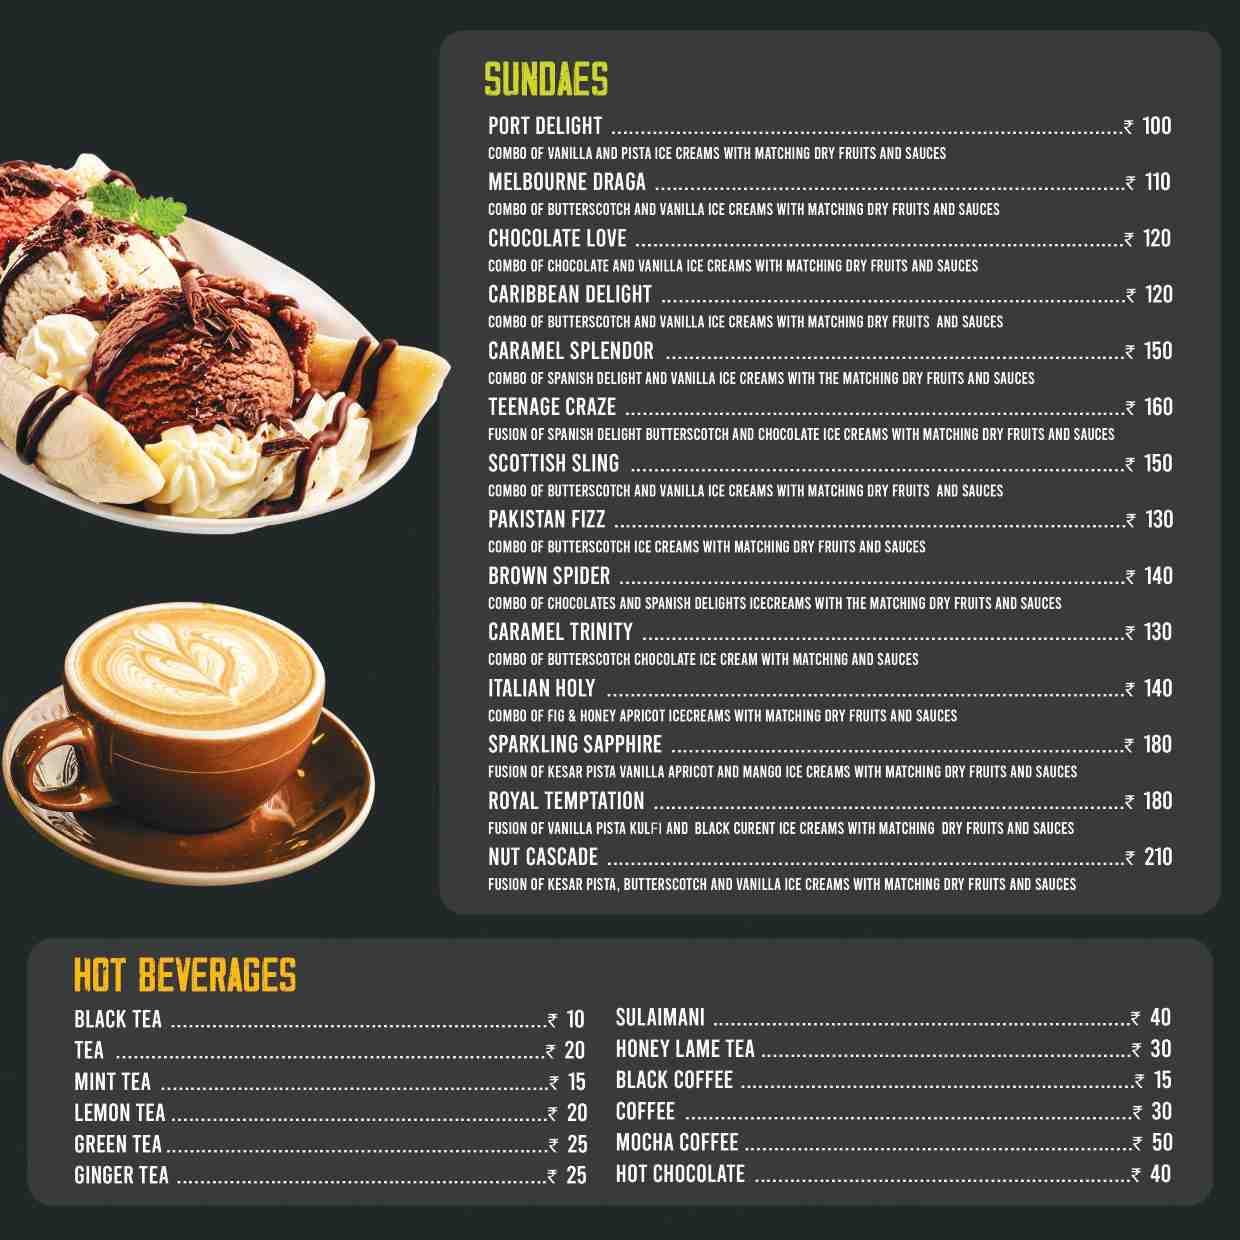 SUNDAES
PORT DELIGHT ........................................................................................₹ 100
COMBO OF VANILLA AND PISTA ICE CREAMS WITH MATCHING DRY FRUITS AND SAUCES
MELBOURNE DRAGA .................................................................................₹ 110
COMBO OF BUTTERSCOTCH AND VANILLA ICE CREAMS WITH MATCHING DRY FRUITS AND SAUCES
CHOCOLATE LOVE ....................................................................................₹ 120
COMBO OF CHOCOLATE AND VANILLA ICE CREAMS WITH MATCHING DRY FRUITS AND SAUCES
CARIBBEAN DELIGHT ................................................................................₹ 120
COMBO OF BUTTERSCOTCH AND VANILLA ICE CREAMS WITH MATCHING DRY FRUITS AND SAUCES
CARAMEL SPLENDOR ...............................................................................₹ 150
COMBO OF SPANISH DELIGHT AND VANILLA ICE CREAMS WITH THE MATCHING DRY FRUITS AND SAUCES
TEENAGE CRAZE ......................................................................................₹ 160
FUSION OF SPANISH DELIGHT BUTTERSCOTCH AND CHOCOLATE ICE CREAMS WITH MATCHING DRY FRUITS AND SAUCES
SCOTTISH SLING .....................................................................................₹ 150
COMBO OF BUTTERSCOTCH AND VANILLA ICE CREAMS WITH MATCHING DRY FRUITS AND SAUCES
PAKISTAN FIZZ ........................................................................................₹ 130
COMBO OF BUTTERSCOTCH ICE CREAMS WITH MATCHING DRY FRUITS AND SAUCES
BROWN SPIDER .......................................................................................₹ 140
COMBO OF CHOCOLATES AND SPANISH DELIGHTS ICECREAMS WITH THE MATCHING DRY FRUITS AND SAUCES
CARAMEL TRINITY ...................................................................................₹ 130
COMBO OF BUTTERSCOTCH CHOCOLATE ICE CREAM WITH MATCHING AND SAUCES
ITALIAN HOLY .........................................................................................₹ 140
COMBO OF FIG & HONEY APRICOT ICECREAMS WITH MATCHING DRY FRUITS AND SAUCES
SPARKLING SAPPHIRE ..............................................................................₹ 180
FUSION OF KESAR PISTA VANILLA APRICOT AND MANGO ICE CREAMS WITH MATCHING DRY FRUITS AND SAUCES
ROYAL TEMPTATION .................................................................................₹ 180
FUSION OF VANILLA PISTA KULFI AND BLACK CURENT ICE CREAMS WITH MATCHING DRY FRUITS AND SAUCES
NUT CASCADE .........................................................................................₹ 210
FUSION OF KESAR PISTA, BUTTERSCOTCH AND VANILLA ICE CREAMS WITH MATCHING DRY FRUITS AND SAUCES
HOT BEVERAGES
BLACK TEA .................................................................₹ 10
TEA ..........................................................................₹ 20
MINT TEA ...................................................................₹ 15
LEMON TEA .................................................................₹ 20
GREEN TEA ..................................................................₹ 25
GINGER TEA ................................................................₹ 25
SULAIMANI ........................................................................₹ 40
HONEY LAME TEA ................................................................₹ 30
BLACK COFFEE ....................................................................₹ 15
COFFEE .............................................................................₹ 30
MOCHA COFFEE ...................................................................₹ 50
HOT CHOCOLATE .................................................................₹ 40